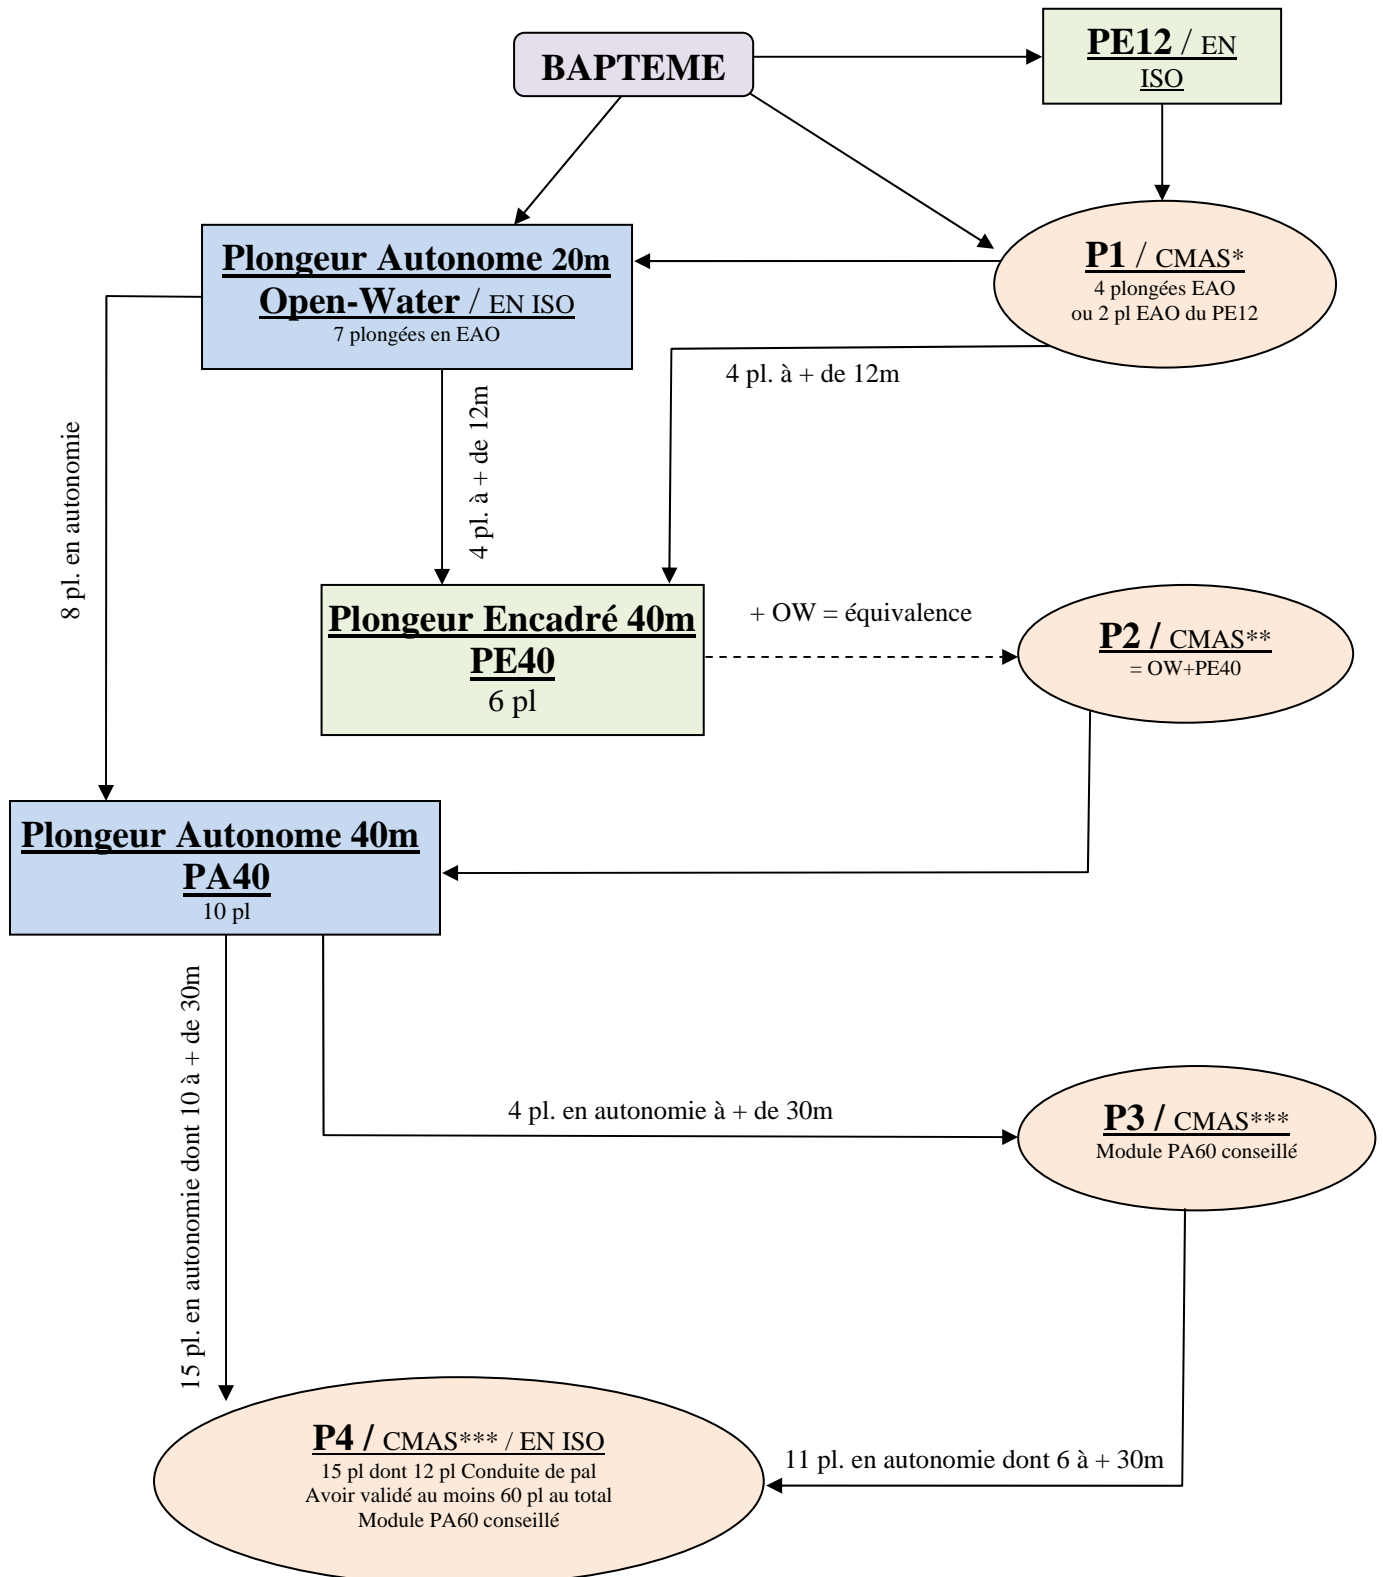 BAPTEME
PE12 / EN
ISO
P1 / CMAS*
4 plongées EAO
ou 2 pl EAO du PE12
Plongeur Autonome 20m
Open-Water / EN ISO
7 plongées en EAO
4 pl. à + de 12m
4 pl. à + de 12m
8 pl. en autonomie
Plongeur Encadré 40m
PE40
6 pl
+ OW = équivalence
P2 / CMAS**
= OW+PE40
Plongeur Autonome 40m
PA40
10 pl
15 pl. en autonomie dont 10 à + de 30m
4 pl. en autonomie à + de 30m
P3 / CMAS***
Module PA60 conseillé
P4 / CMAS*** / EN ISO
15 pl dont 12 pl Conduite de pal
Avoir validé au moins 60 pl au total
Module PA60 conseillé
11 pl. en autonomie dont 6 à + 30m